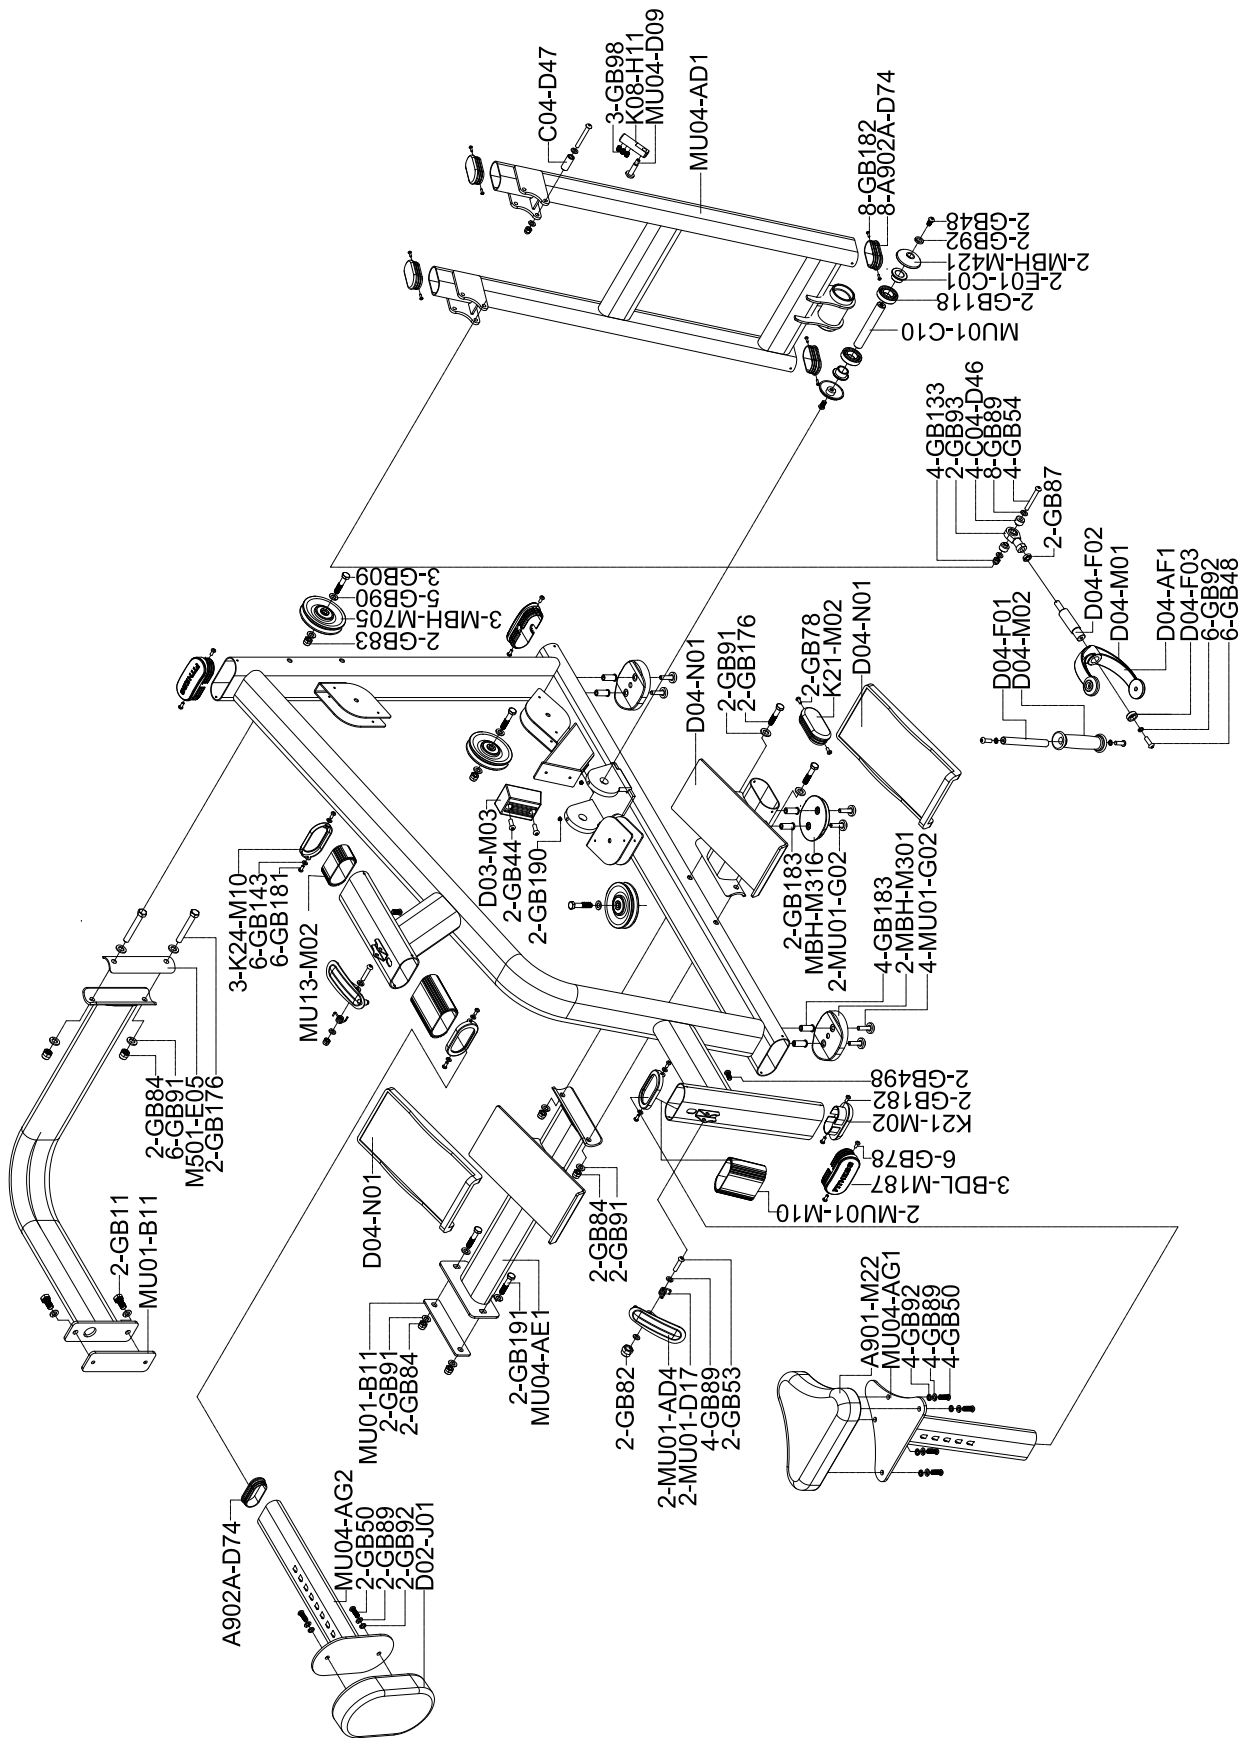 C04-D47
3-GB98
K08-H11
MU04-D09
MU04-AD1
8-GB182
8-A902A-D74
2-GB48
2-GB92
2-MBH-M421
2-E01-C01
2-GB118
MU01-C10
4-GB133
2-GB93
4-C04-D46
8-GB89
4-GB54
2-GB87
D04-F02
D04-M01
D04-AF1
D04-F03
6-GB92
6-GB48
D04-F01
D04-M02
3-GB09
5-GB90
3-MBH-M705
2-GB83
D04-N01
2-GB91
2-GB176
2-GB78
K21-M02
D04-N01
D03-M03
2-GB44
2-GB190
2-GB183
MBH-M316
2-MU01-G02
4-GB183
2-MBH-M301
4-MU01-G02
3-K24-M10
6-GB143
6-GB181
MU13-M02
2-GB84
6-GB91
M501-E05
2-GB176
2-GB11
MU01-B11
D04-N01
2-GB498
2-GB182
K21-M02
6-GB78
3-BDL-M187
2-MU01-M10
2-GB84
2-GB91
MU01-B11
2-GB91
2-GB84
2-GB191
MU04-AE1
2-GB82
2-MU01-AD4
2-MU01-D17
4-GB89
2-GB53
A901-M22
MU04-AG1
4-GB92
4-GB89
4-GB50
A902A-D74
MU04-AG2
2-GB50
2-GB89
2-GB92
D02-J01